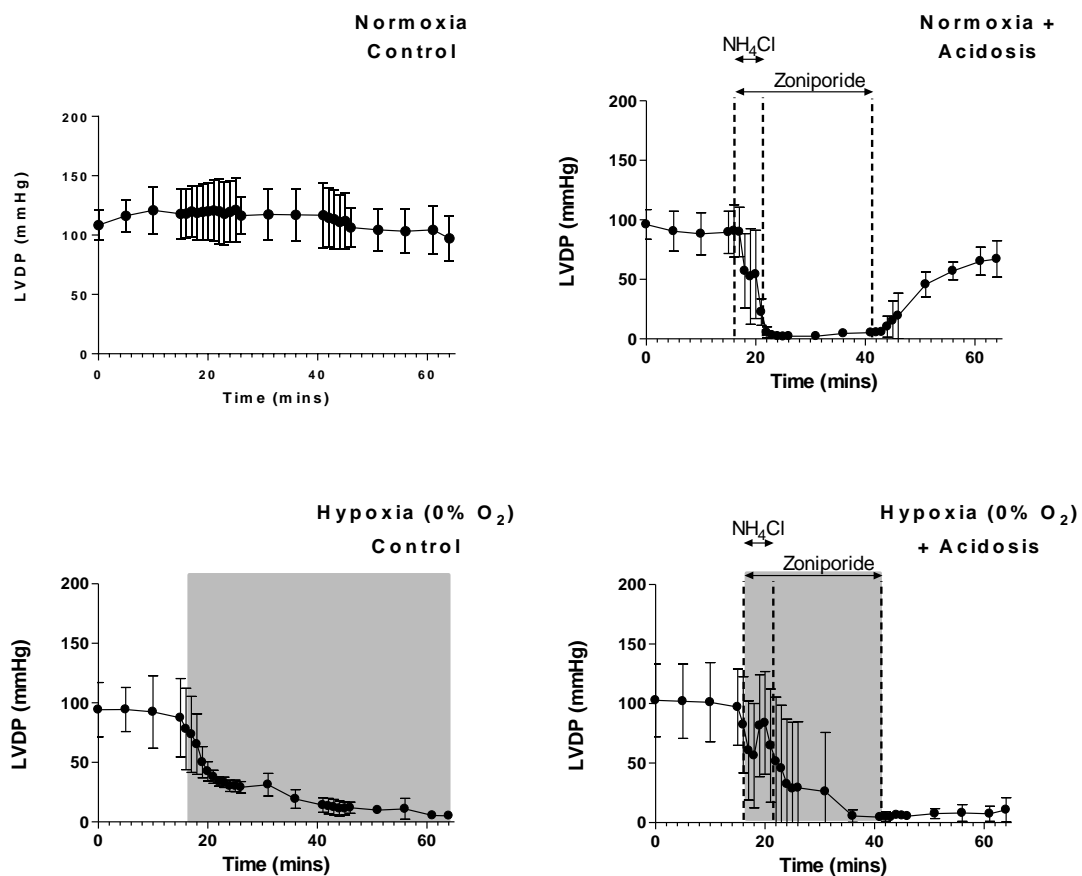 Normoxia
Control
200
150
100
50
0
LVDP (mmHg)
0 20 40 60
Time (mins)
Normoxia +
Acidosis
NH4Cl
Zoniporide
200
150
100
50
0
LVDP (mmHg)
0 20 40 60
Time (mins)
Hypoxia (0% O2)
Control
200
150
100
50
0
LVDP (mmHg)
0 20 40 60
Time (mins)
Hypoxia (0% O2)
+ Acidosis
NH4Cl
Zoniporide
200
150
100
50
0
LVDP (mmHg)
0 20 40 60
Time (mins)